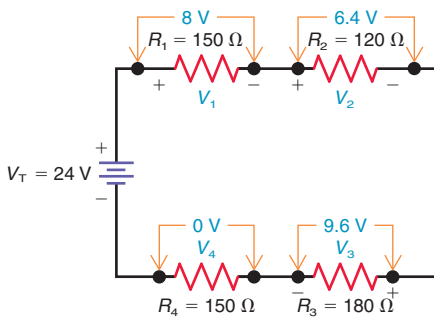 8 V 6.4 V
R1 = 150 Ω R2 = 120 Ω
+ − + −
V1 V2
+
VT = 24 V
−
0 V 9.6 V
V4 V3
− +
R4 = 150 Ω R3 = 180 Ω